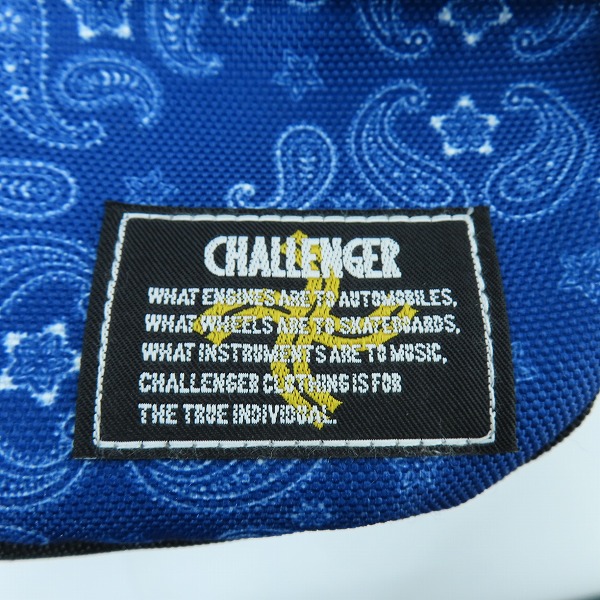 CHALLENGER
WHAT ENGINES ARE TO AUTOMOBILES,
WHAT WHEELS ARE TO SKATEBOARDS,
WHAT INSTRUMENTS ARE TO MUSIC,
CHALLENGER CLOTHING IS FOR
THE TRUE INDIVIDUAL.